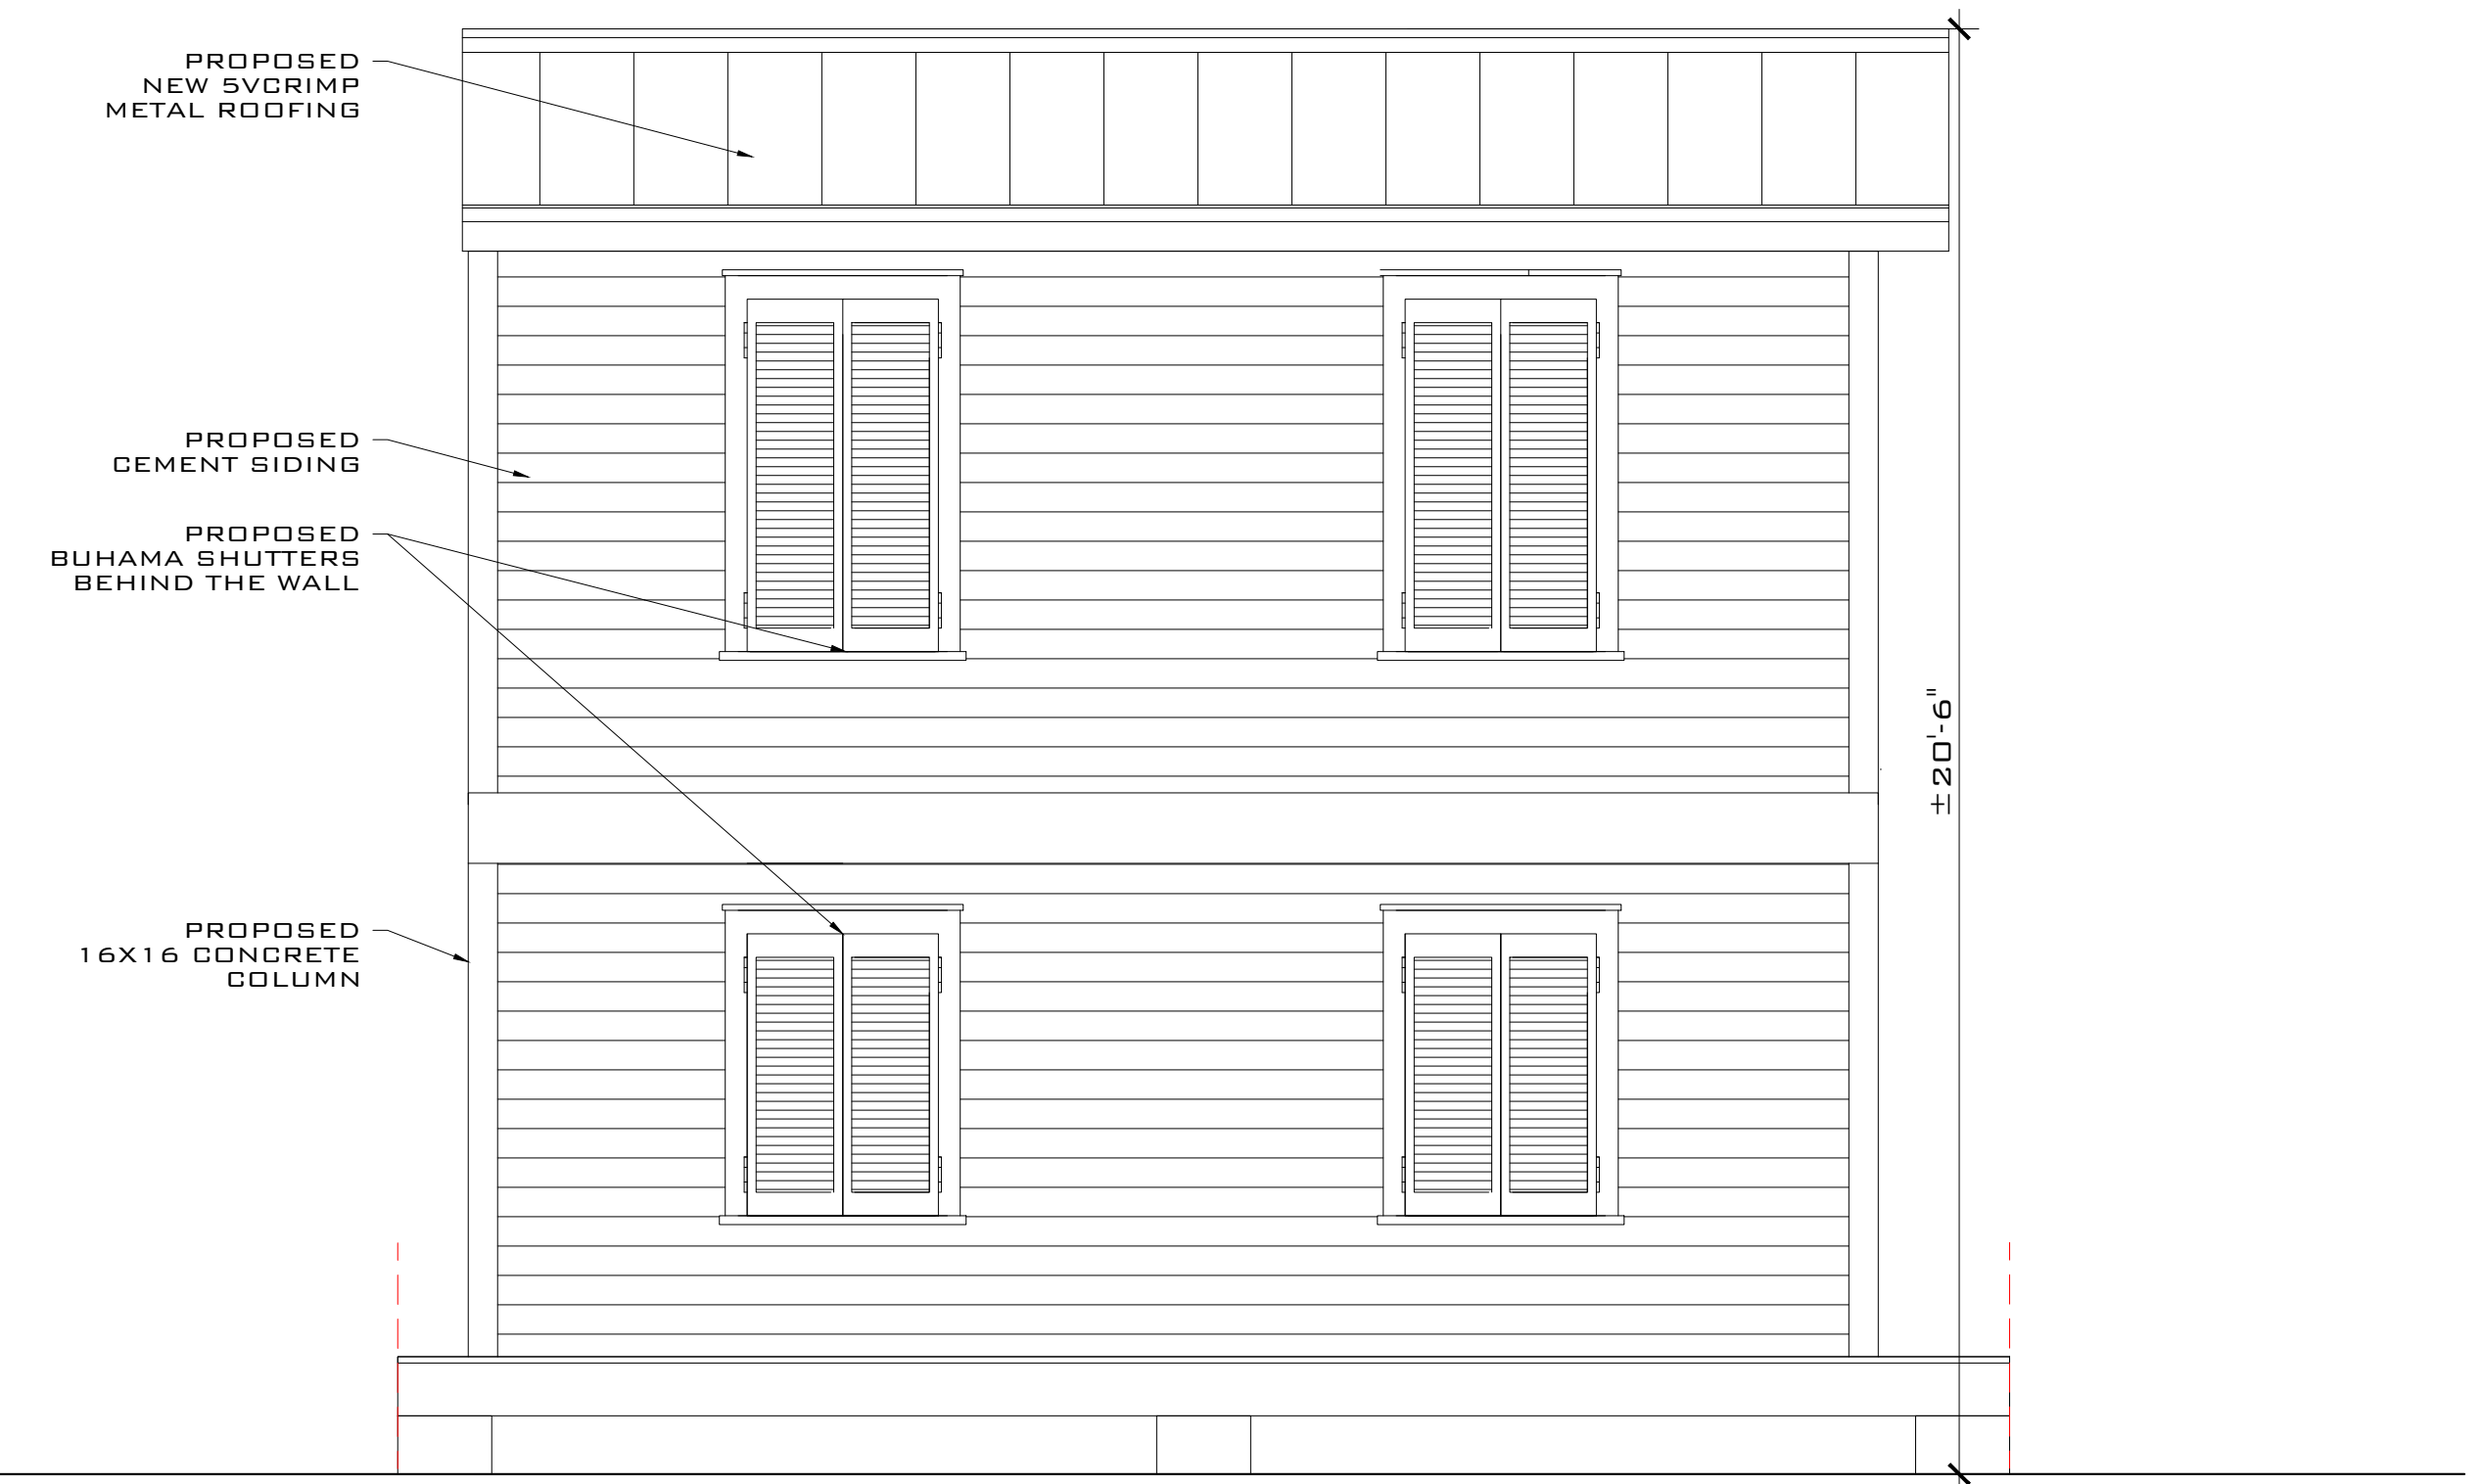 PROPOSED
NEW 5VCRIMP
METAL ROOFING
PROPOSED
CEMENT SIDING
PROPOSED
BUHAMA SHUTTERS
BEHIND THE WALL
±20'-6"
PROPOSED
16X16 CONCRETE
COLUMN